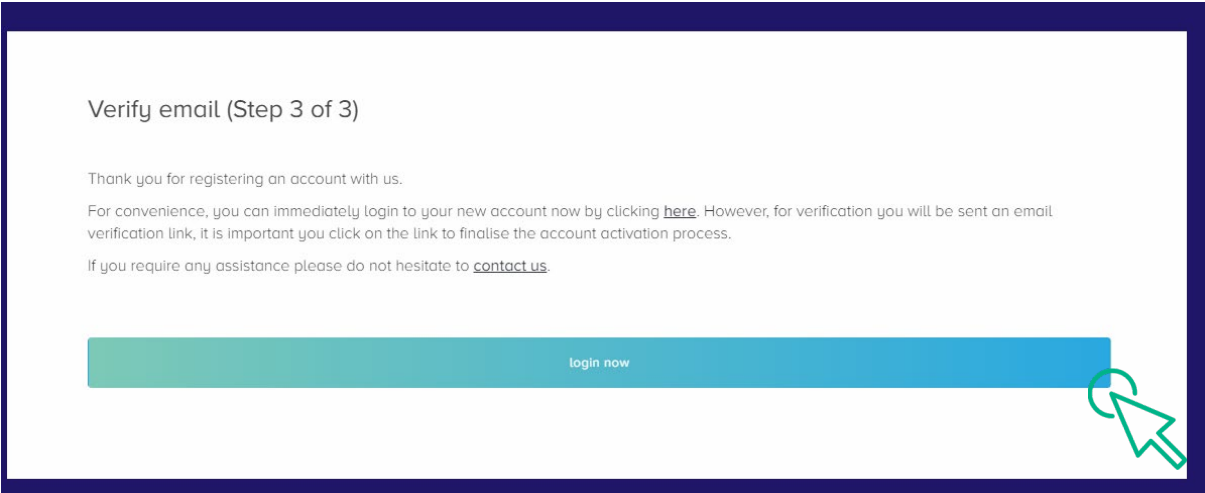 Verify email (Step 3 of 3)
Thank you for registering an account with us.
For convenience, you can immediately login to your new account now by clicking here. However, for verification you will be sent an email
verification link, it is important you click on the link to finalise the account activation process.
If you require any assistance please do not hesitate to contact us.
login now